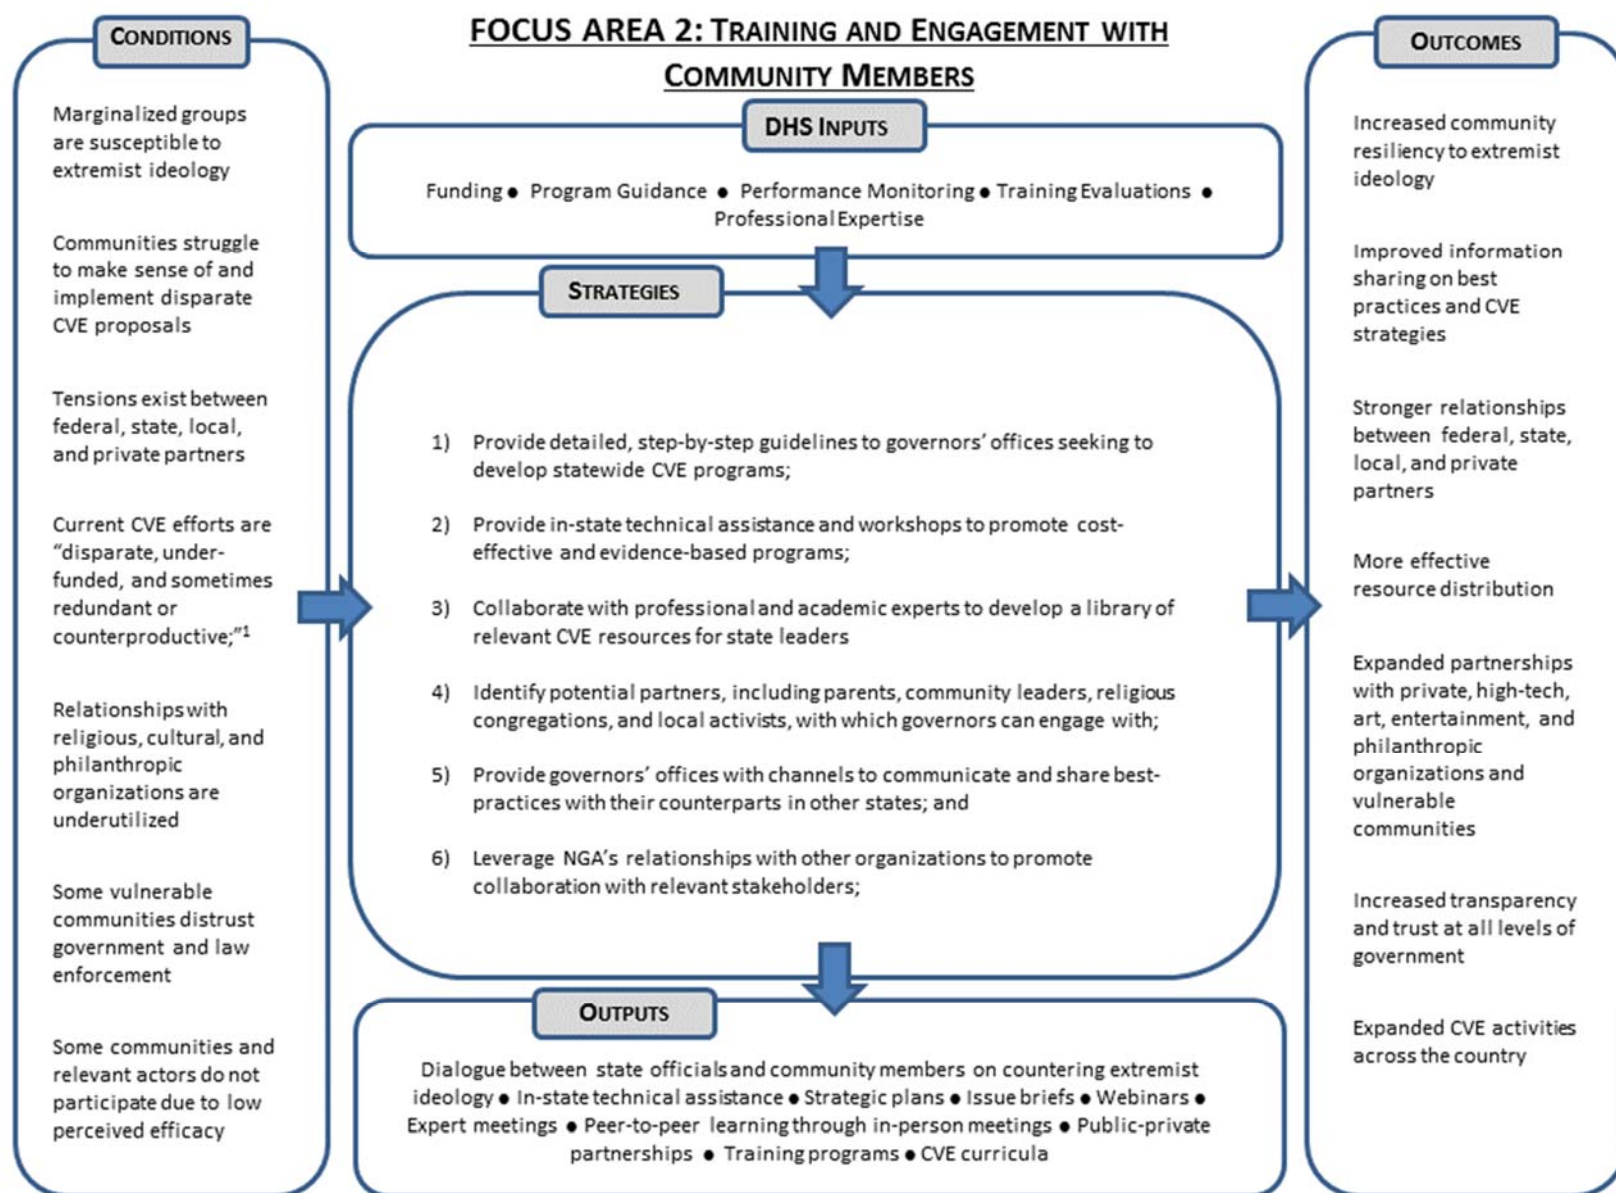 FOCUS AREA 2: TRAINING AND ENGAGEMENT WITH
COMMUNITY MEMBERS
CONDITIONS
Marginalized groups
are susceptible to
extremist ideology
Communities struggle
to make sense of and
implement disparate
CVE proposals
Tensions exist between
federal, state, local,
and private partners
Current CVE efforts are
“disparate, under-
funded, and sometimes
redundant or
counterproductive;”¹
Relationships with
religious, cultural, and
philanthropic
organizations are
underutilized
Some vulnerable
communities distrust
government and law
enforcement
Some communities and
relevant actors do not
participate due to low
perceived efficacy
DHS INPUTS
Funding ● Program Guidance ● Performance Monitoring ● Training Evaluations ●
Professional Expertise
STRATEGIES
1) Provide detailed, step-by-step guidelines to governors’ offices seeking to
develop statewide CVE programs;
2) Provide in-state technical assistance and workshops to promote cost-
effective and evidence-based programs;
3) Collaborate with professional and academic experts to develop a library of
relevant CVE resources for state leaders
4) Identify potential partners, including parents, community leaders, religious
congregations, and local activists, with which governors can engage with;
5) Provide governors’ offices with channels to communicate and share best-
practices with their counterparts in other states; and
6) Leverage NGA’s relationships with other organizations to promote
collaboration with relevant stakeholders;
OUTPUTS
Dialogue between state officials and community members on countering extremist
ideology ● In-state technical assistance ● Strategic plans ● Issue briefs ● Webinars ●
Expert meetings ● Peer-to-peer learning through in-person meetings ● Public-private
partnerships ● Training programs ● CVE curricula
OUTCOMES
Increased community
resiliency to extremist
ideology
Improved information
sharing on best
practices and CVE
strategies
Stronger relationships
between federal, state,
local, and private
partners
More effective
resource distribution
Expanded partnerships
with private, high-tech,
art, entertainment, and
philanthropic
organizations and
vulnerable
communities
Increased transparency
and trust at all levels of
government
Expanded CVE activities
across the country